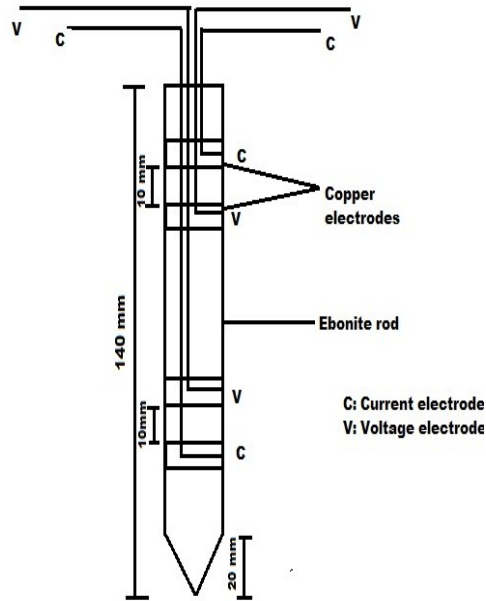 V
V
C
C
C
10 mm
Copper
electrodes
V
140 mm
Ebonite rod
V
10mm
C: Current electrode
V: Voltage electrode
C
20 mm